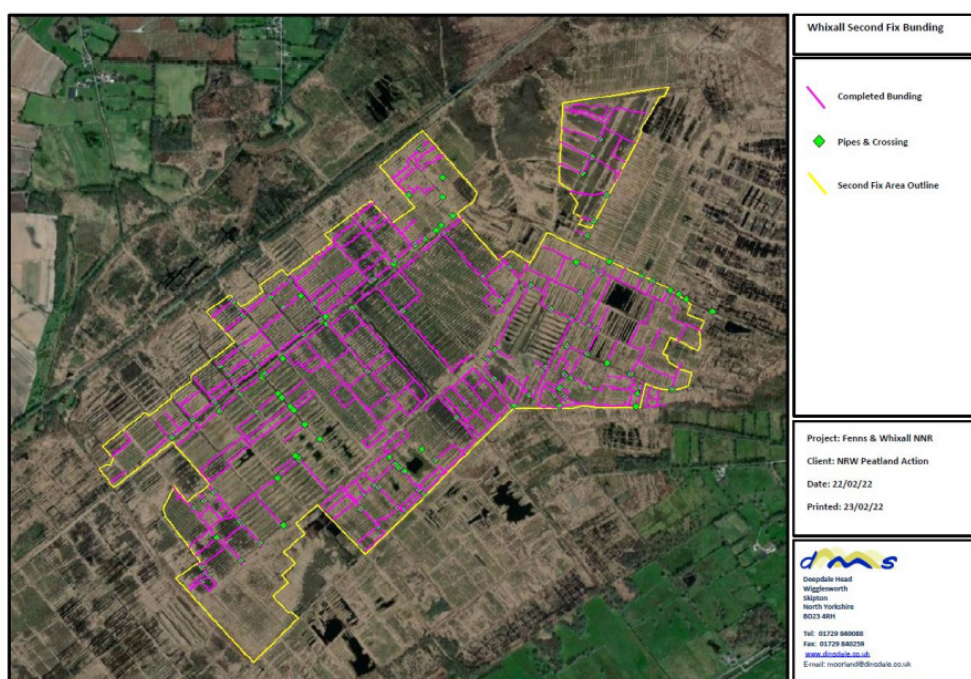 Whixall Second Fix Bunding
Completed Bunding
Pipes & Crossing
Second Fix Area Outline
Project: Fenns & Whixall NNR
Client: NRW Peatland Action
Date: 22/02/22
Printed: 23/02/22
dms
Deepdale Head
Wigglesworth
Skipton
North Yorkshire
BD23 4RH
Tel: 01729 840088
Fax: 01729 840259
www.dinsdale.co.uk
E-mail: moorland@dinsdale.co.uk